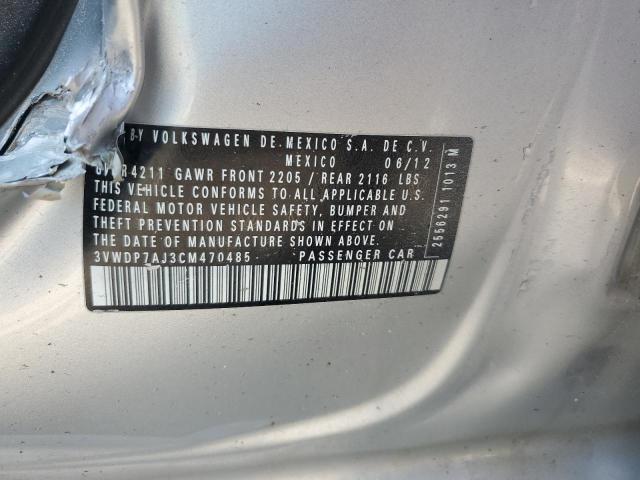 BY VOLKSWAGEN DE MEXICO S.A. DE C.V.
MEXICO 06/12
4211 GAWR FRONT 2205 / REAR 2116 LBS
THIS VEHICLE CONFORMS TO ALL APPLICABLE U.S.
FEDERAL MOTOR VEHICLE SAFETY, BUMPER AND
THEFT PREVENTION STANDARDS IN EFFECT ON
THE DATE OF MANUFACTURE SHOWN ABOVE.
3VWDP7AJ3CM470485 PASSENGER CAR
2556291 1013 M